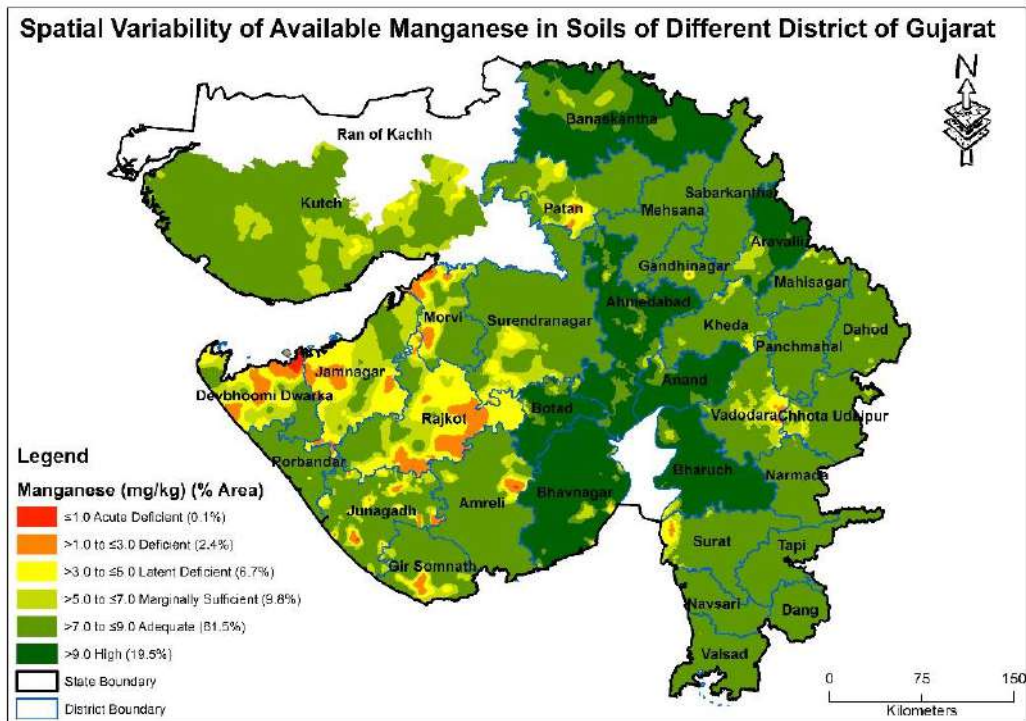 Spatial Variability of Available Manganese in Soils of Different District of Gujarat
N
Banaskantha
Ran of Kachh
Kutch
Patan
Mehsana
Sabarkantha
Aravalli
Gandhinagar
Mahisagar
Morvi
Surendranagar
Ahmedabad
Kheda
Dahod
Panchmahal
Jamnagar
Devbhoomi Dwarka
Rajkot
Botad
Anand
Vadodara
Chhota Udaipur
Porbandar
Bharuch
Narmada
Junagadh
Amreli
Bhavnagar
Surat
Tapi
Gir Somnath
Navsari
Dang
Valsad
Legend
Manganese (mg/kg) (% Area)
≤1.0 Acute Deficient (0.1%)
>1.0 to ≤3.0 Deficient (2.4%)
>3.0 to ≤5.0 Latent Deficient (6.7%)
>5.0 to ≤7.0 Marginally Sufficient (9.8%)
>7.0 to ≤9.0 Adequate (61.5%)
>9.0 High (19.5%)
State Boundary
District Boundary
0 75 150
Kilometers